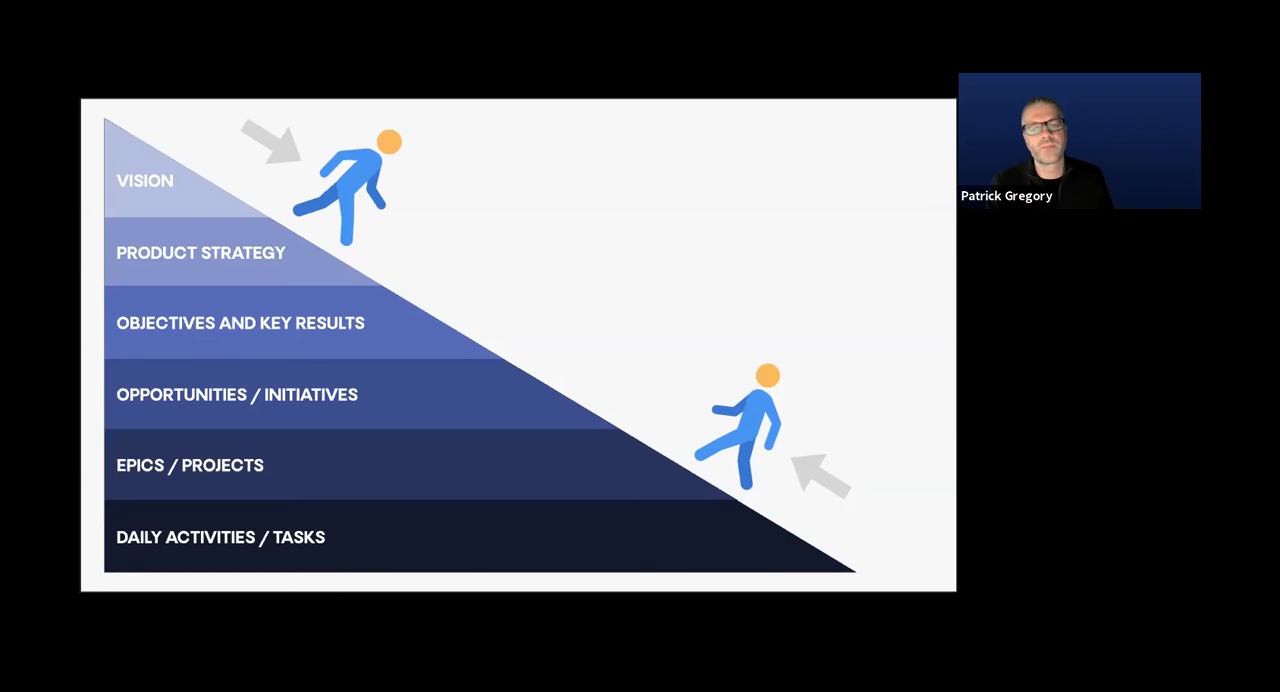 VISION
PRODUCT STRATEGY
OBJECTIVES AND KEY RESULTS
OPPORTUNITIES / INITIATIVES
EPICS / PROJECTS
DAILY ACTIVITIES / TASKS
Patrick Gregory